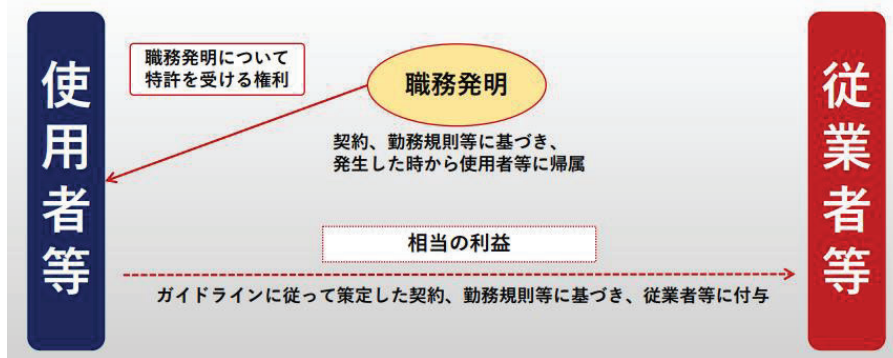 使用者等
職務発明について
特許を受ける権利
職務発明
契約、勤務規則等に基づき、
発生した時から使用者等に帰属
従業者等
相当の利益
ガイドラインに従って策定した契約、勤務規則等に基づき、従業者等に付与